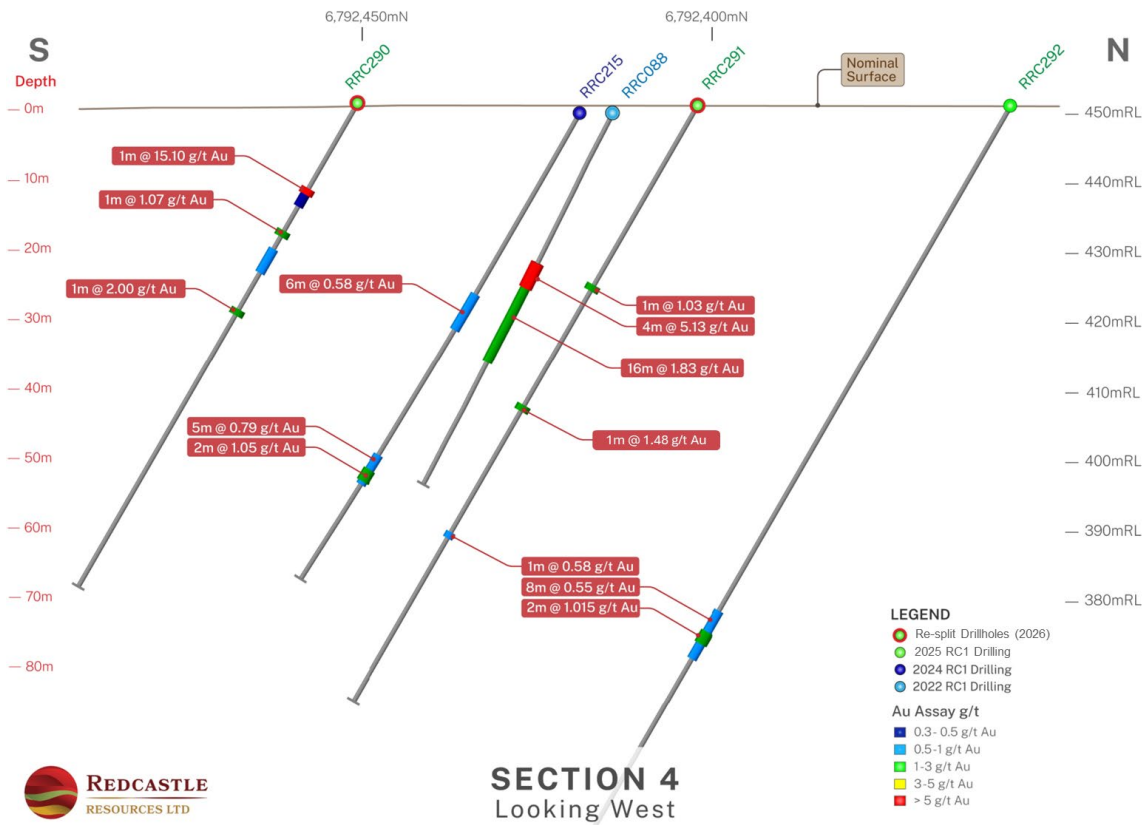 6,792,450mN
6,792,400mN
S
N
Depth
RRC290
RRC215
RRC088
RRC291
RRC292
Nominal
Surface
0m
10m
20m
30m
40m
50m
60m
70m
80m
450mRL
440mRL
430mRL
420mRL
410mRL
400mRL
390mRL
380mRL
1m @ 15.10 g/t Au
1m @ 1.07 g/t Au
1m @ 2.00 g/t Au
6m @ 0.58 g/t Au
5m @ 0.79 g/t Au
2m @ 1.05 g/t Au
1m @ 1.03 g/t Au
4m @ 5.13 g/t Au
16m @ 1.83 g/t Au
1m @ 1.48 g/t Au
1m @ 0.58 g/t Au
8m @ 0.55 g/t Au
2m @ 1.015 g/t Au
LEGEND
Re-split Drillholes (2026)
2025 RC1 Drilling
2024 RC1 Drilling
2022 RC1 Drilling
Au Assay g/t
0.3- 0.5 g/t Au
0.5-1 g/t Au
1-3 g/t Au
3-5 g/t Au
> 5 g/t Au
REDCASTLE
RESOURCES LTD
SECTION 4
Looking West